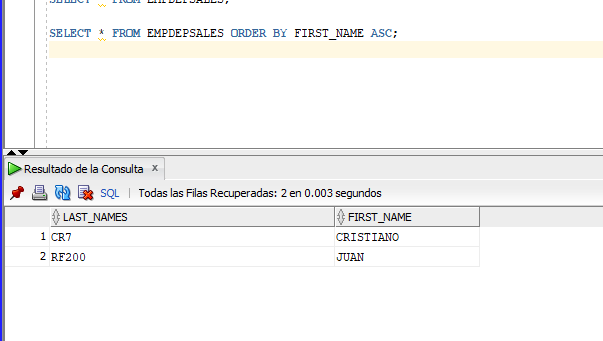 SELECT * FROM EMPDEPSALES;
SELECT * FROM EMPDEPSALES ORDER BY FIRST_NAME ASC;
Resultado de la Consulta x
SQL | Todas las Filas Recuperadas: 2 en 0.003 segundos
LAST_NAMES FIRST_NAME
1 CR7 CRISTIANO
2 RF200 JUAN